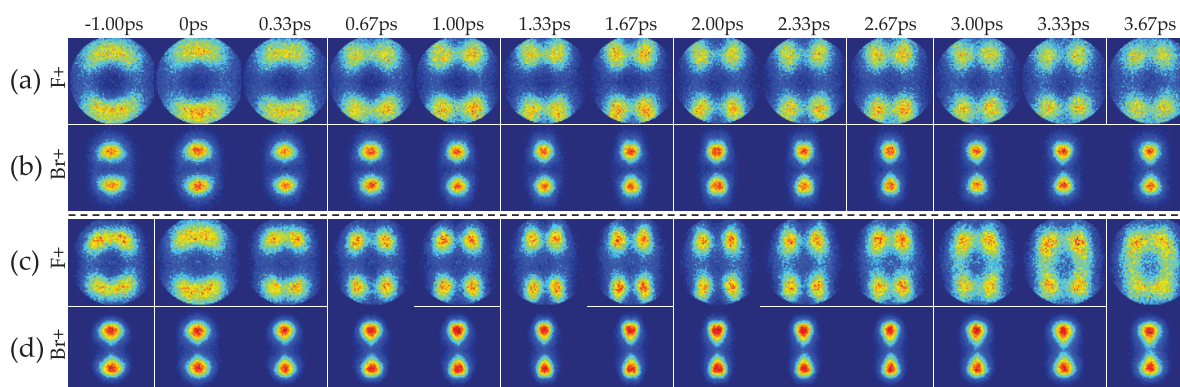 -1.00ps 0ps 0.33ps 0.67ps 1.00ps 1.33ps 1.67ps 2.00ps 2.33ps 2.67ps 3.00ps 3.33ps 3.67ps
(a) F+
(b) Br+
(c) F+
(d) Br+